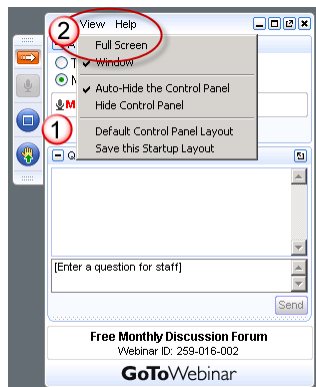 2
View Help
Full Screen
Window
Auto-Hide the Control Panel
Hide Control Panel
1
Default Control Panel Layout
Save this Startup Layout
[Enter a question for staff]
Send
Free Monthly Discussion Forum
Webinar ID: 259-016-002
GoToWebinar